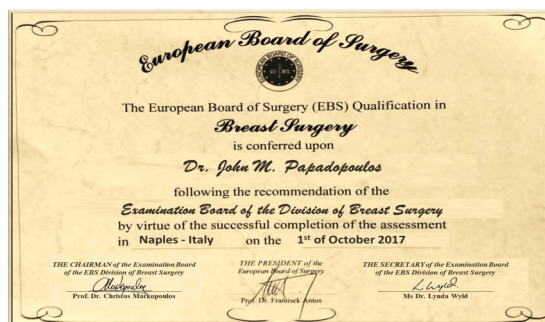 European Board of Surgery
The European Board of Surgery (EBS) Qualification in
Breast Surgery
is conferred upon
Dr. John M. Papadopoulos
following the recommendation of the
Examination Board of the Division of Breast Surgery
by virtue of the successful completion of the assessment
in Naples - Italy on the 1st of October 2017
THE CHAIRMAN of the Examination Board
of the EBS Division of Breast Surgery
Prof. Dr. Christos Markopoulos
THE PRESIDENT of the
European Board of Surgery
Prof. Dr. Frantisek Antos
THE SECRETARY of the Examination Board
of the EBS Division of Breast Surgery
L Wyld
Ms Dr. Lynda Wyld